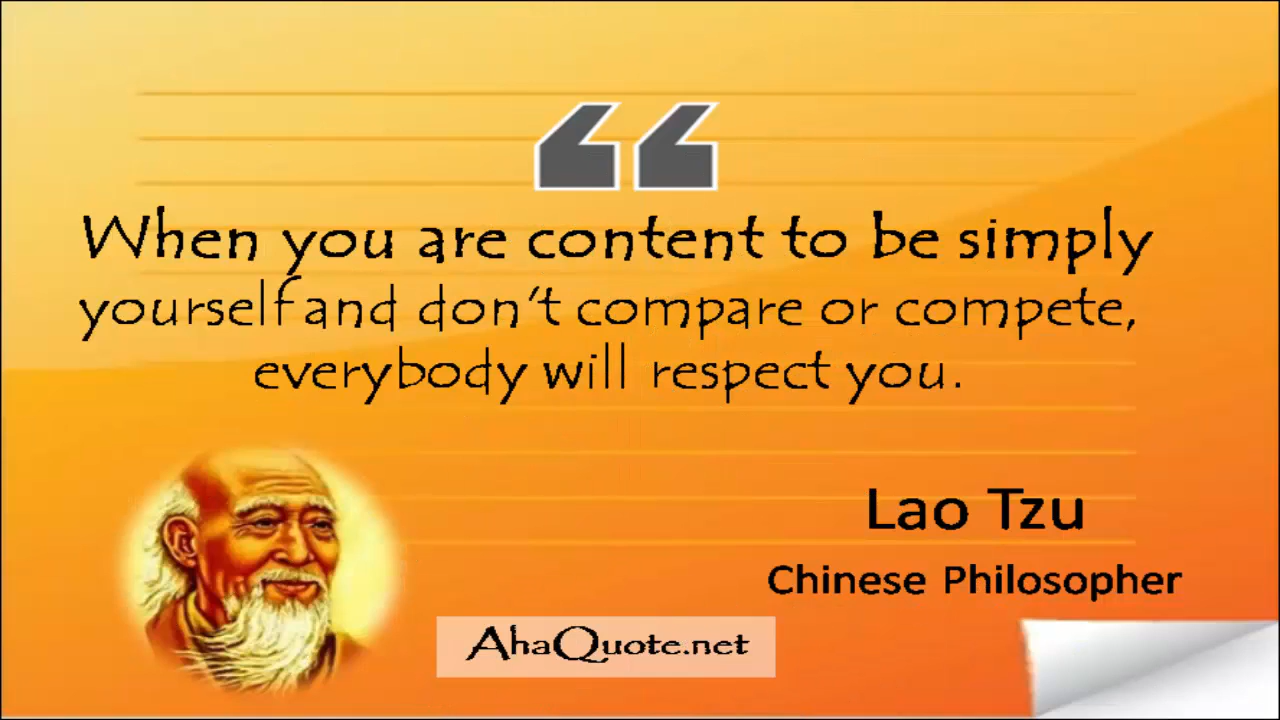 “
When you are content to be simply
yourself and don't compare or compete,
everybody will respect you.
Lao Tzu
Chinese Philosopher
AhaQuote.net